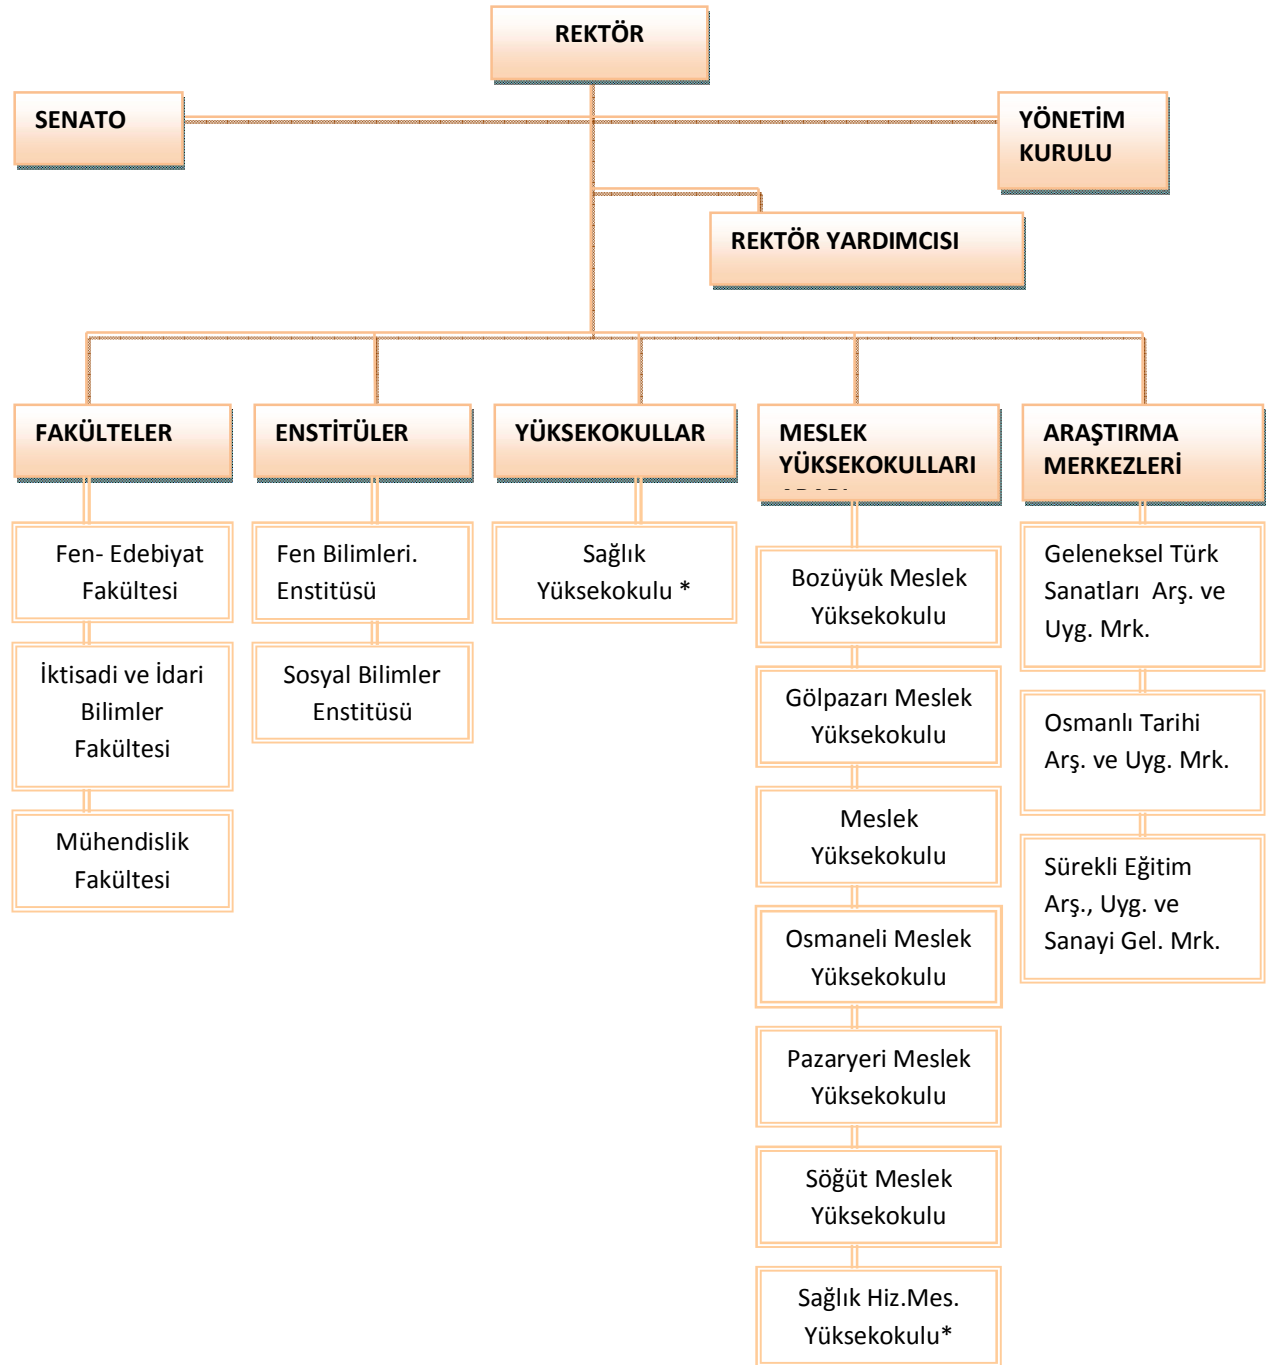 REKTÖR
SENATO
YÖNETİM
KURULU
REKTÖR YARDIMCISI
FAKÜLTELER
Fen- Edebiyat
Fakültesi
İktisadi ve İdari
Bilimler
Fakültesi
Mühendislik
Fakültesi
ENSTİTÜLER
Fen Bilimleri.
Enstitüsü
Sosyal Bilimler
Enstitüsü
YÜKSEKOKULLAR
Sağlık
Yüksekokulu *
MESLEK
YÜKSEKOKULLARI
Bozüyük Meslek
Yüksekokulu
Gölpazarı Meslek
Yüksekokulu
Meslek
Yüksekokulu
Osmaneli Meslek
Yüksekokulu
Pazaryeri Meslek
Yüksekokulu
Söğüt Meslek
Yüksekokulu
Sağlık Hiz.Mes.
Yüksekokulu*
ARAŞTIRMA
MERKEZLERİ
Geleneksel Türk
Sanatları Arş. ve
Uyg. Mrk.
Osmanlı Tarihi
Arş. ve Uyg. Mrk.
Sürekli Eğitim
Arş., Uyg. ve
Sanayi Gel. Mrk.